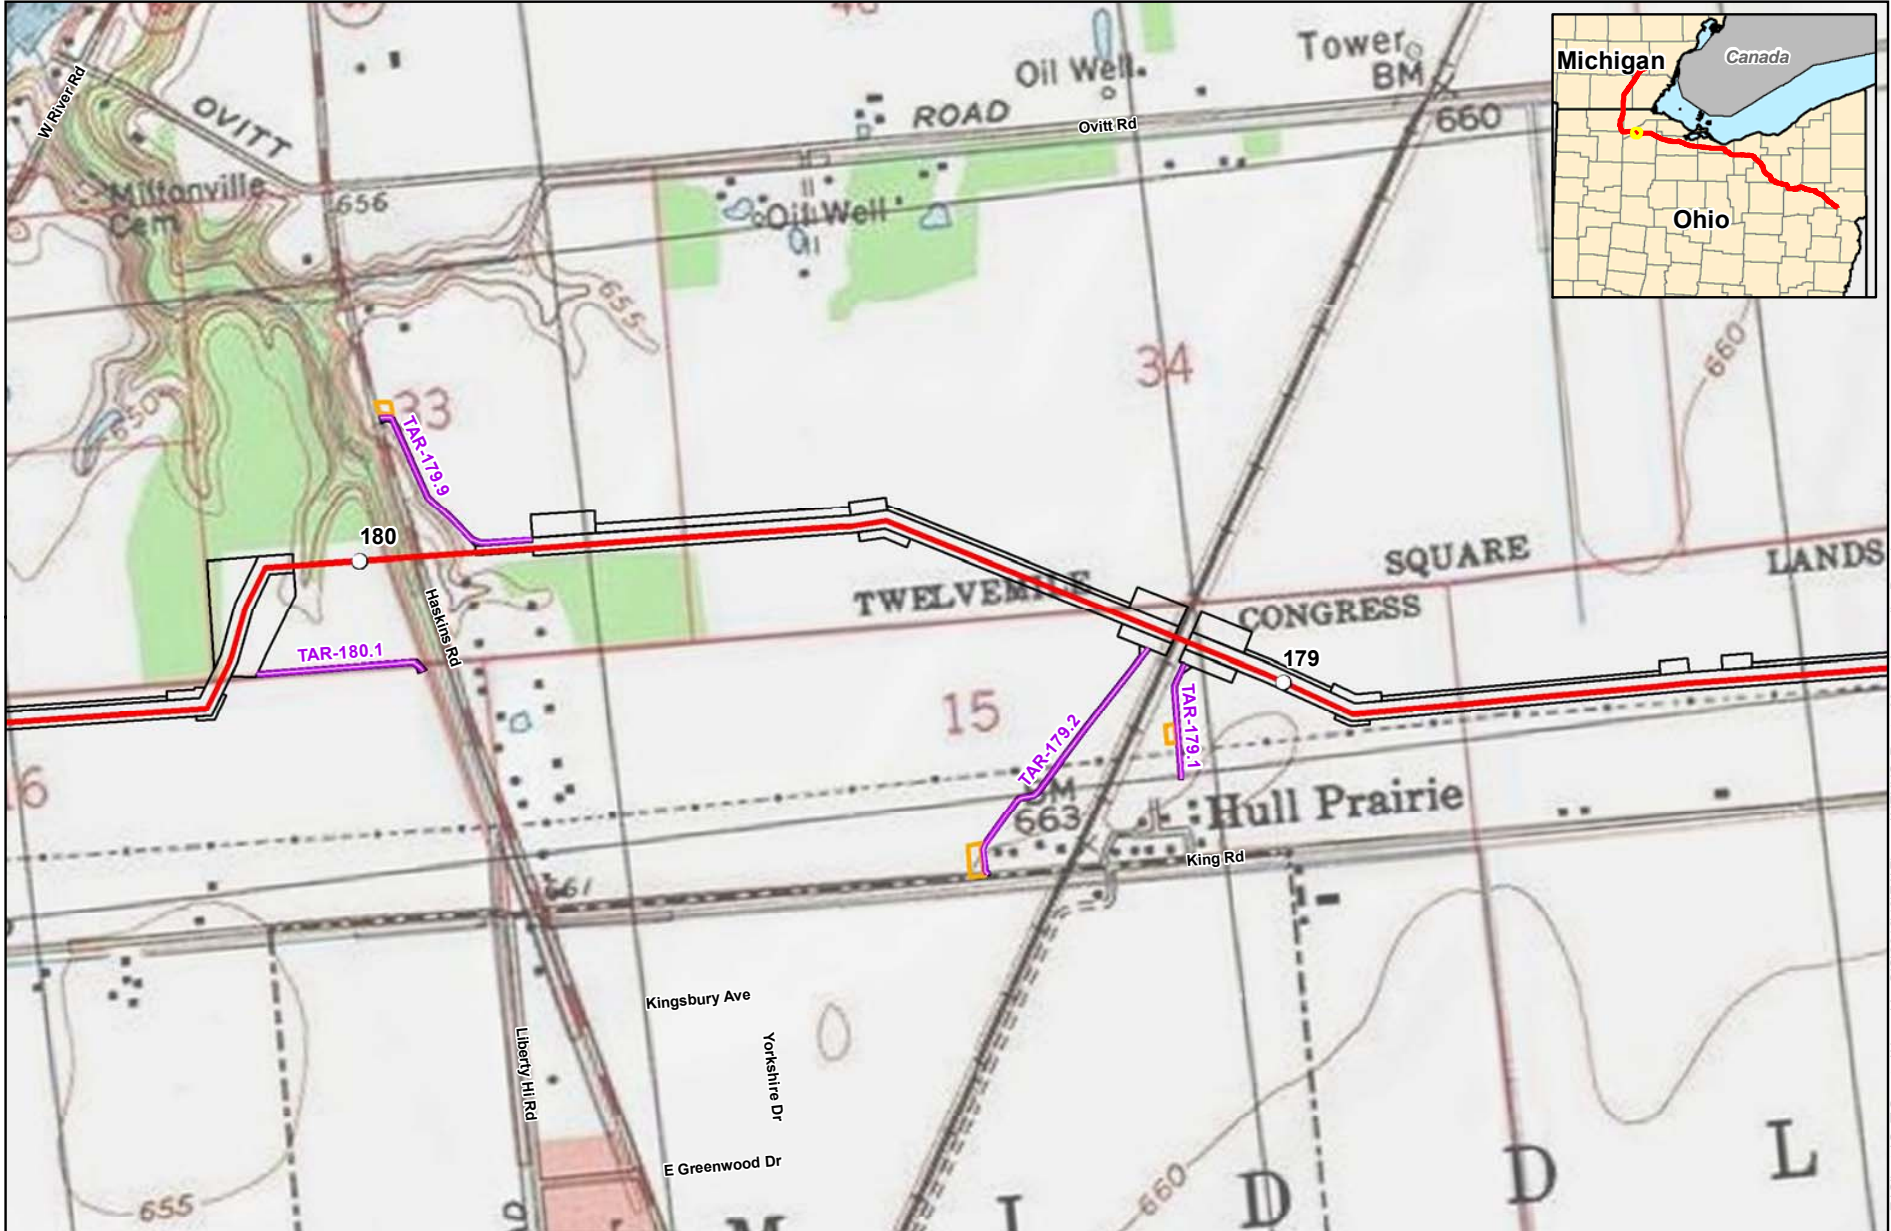 Michigan
Canada
Ohio
Tower
BM
660
Oil Well
ROAD
Ovitt Rd
W River Rd
OVITT
Miltonville
Cem
656
Oil Well
655
34
660
33
650
TAR-179.9
180
SQUARE
LANDS
TWELVEMILE
CONGRESS
Haskins Rd
TAR-180.1
179
15
TAR-179.2
TAR-179.1
BM
663
Hull Prairie
King Rd
661
Kingsbury Ave
Yorkshire Dr
Liberty Hi Rd
E Greenwood Dr
655
660
I D D L